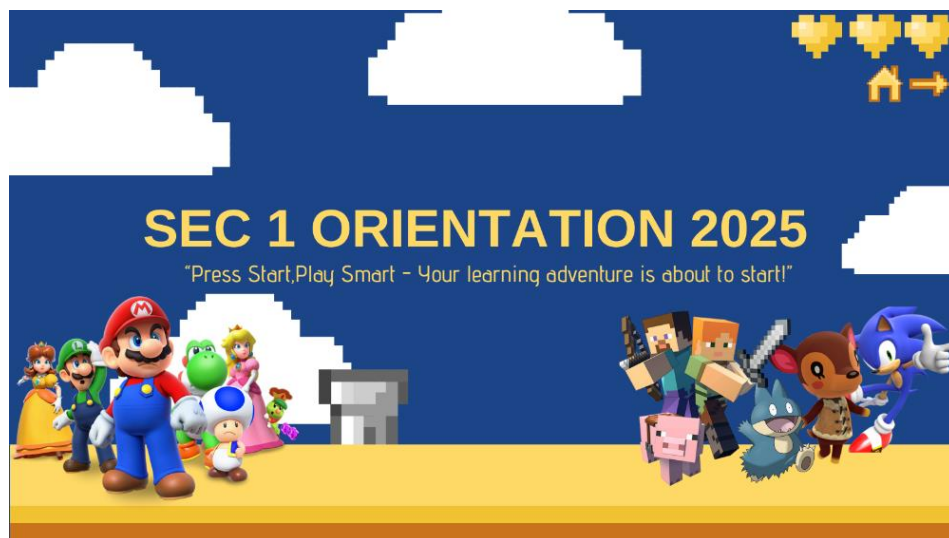 SEC 1 ORIENTATION 2025
"Press Start,Play Smart - Your learning adventure is about to start!"